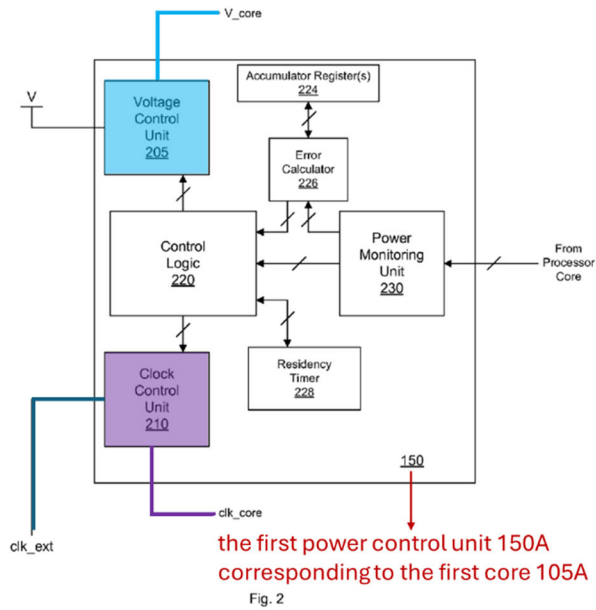 V_core
Accumulator Register(s)
224
V
Voltage
Control
Unit
205
Error
Calculator
226
Control
Logic
220
Power
Monitoring
Unit
230
From
Processor
Core
Clock
Control
Unit
210
Residency
Timer
228
150
clk_core
clk_ext
the first power control unit 150A
corresponding to the first core 105A
Fig. 2